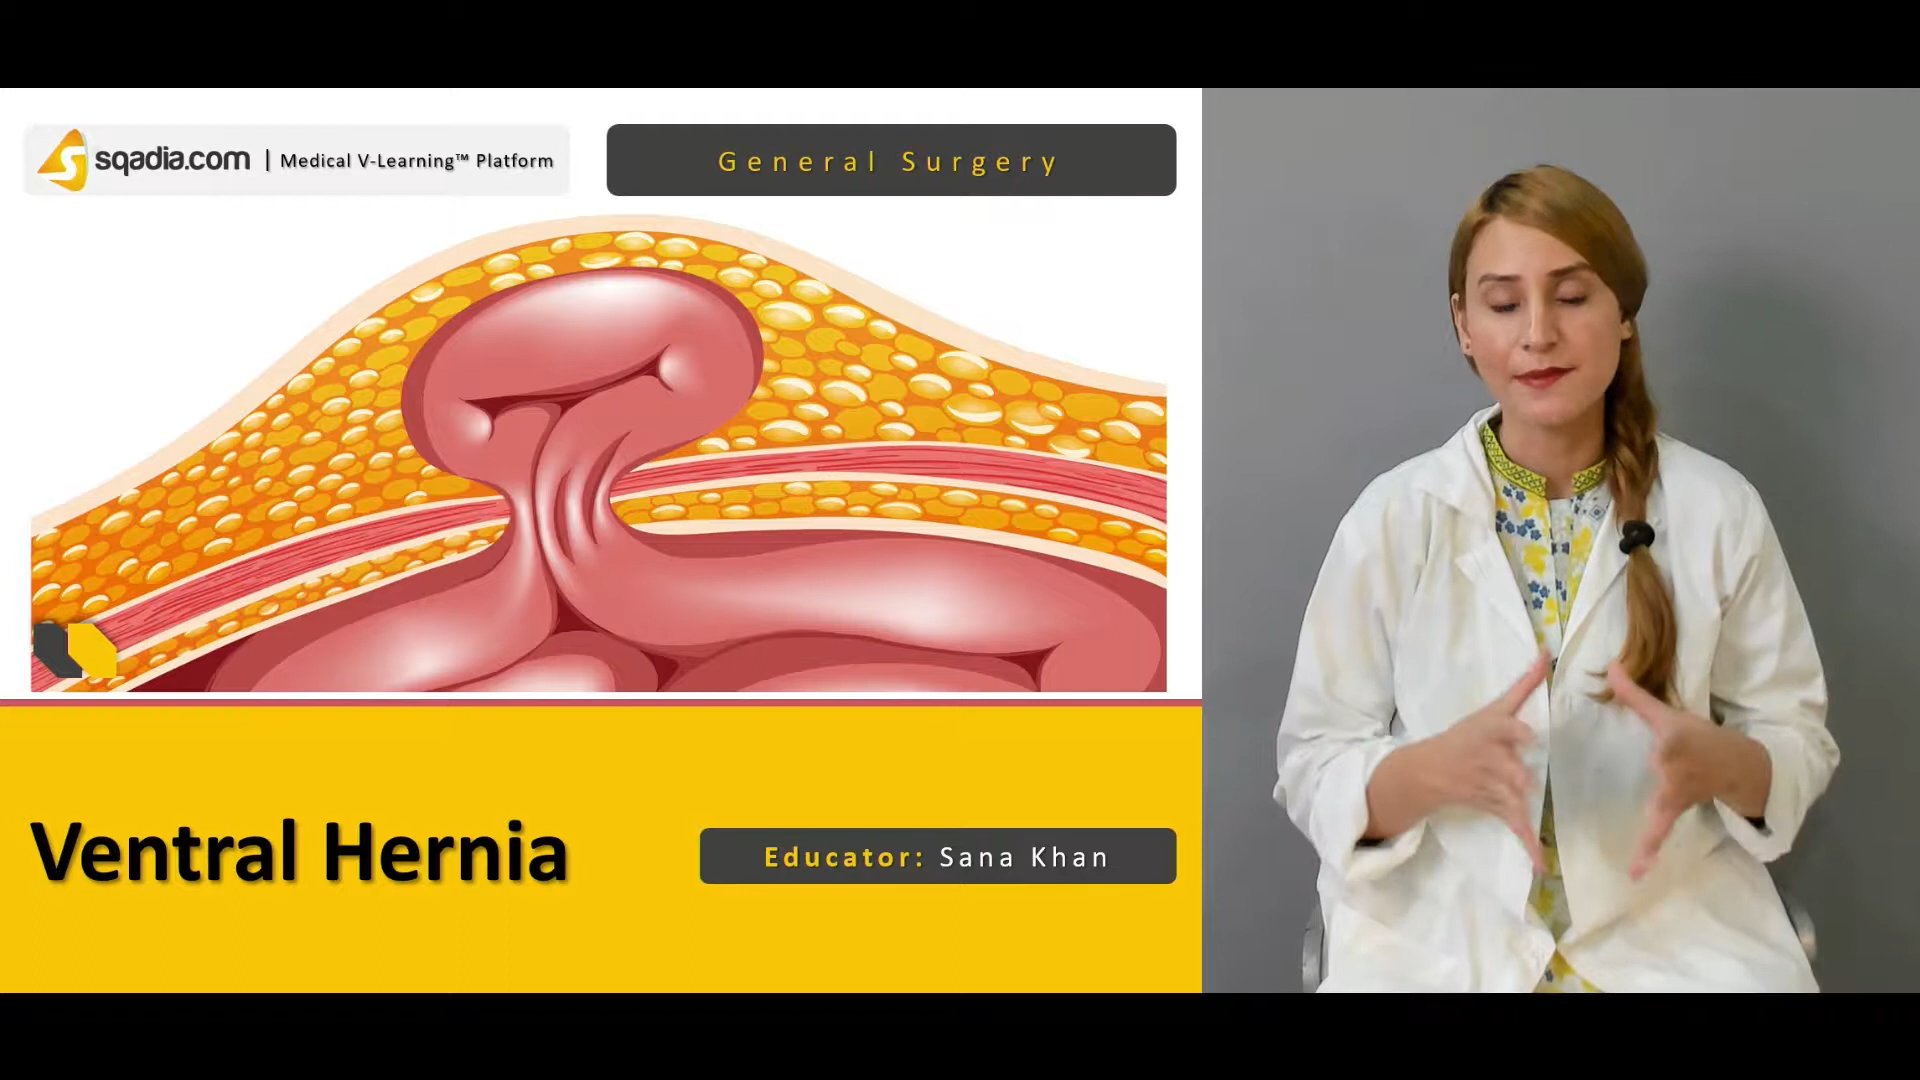 sqadia.com | Medical V-Learning™ Platform
General Surgery
Ventral Hernia
Educator: Sana Khan